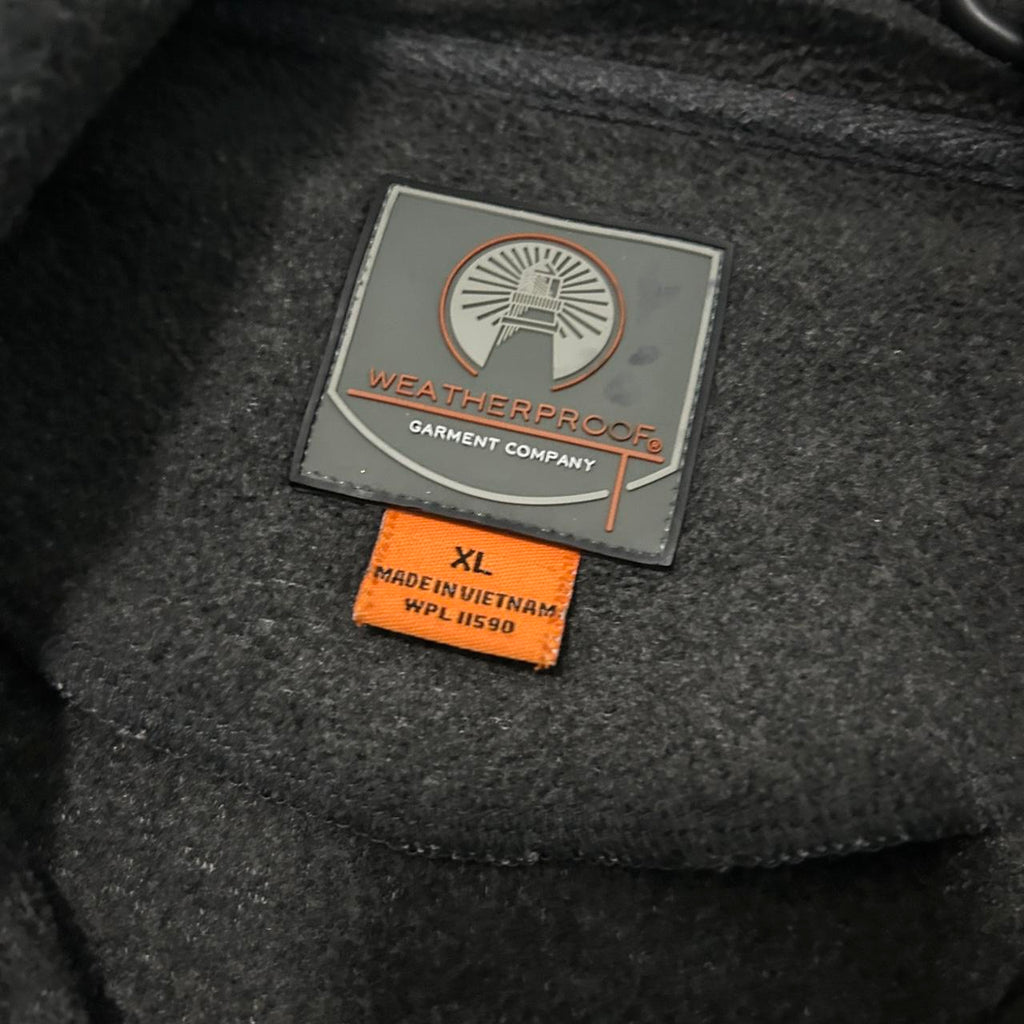 WEATHERPROOF®
GARMENT COMPANY
XL
MADE IN VIETNAM
WPL 11590